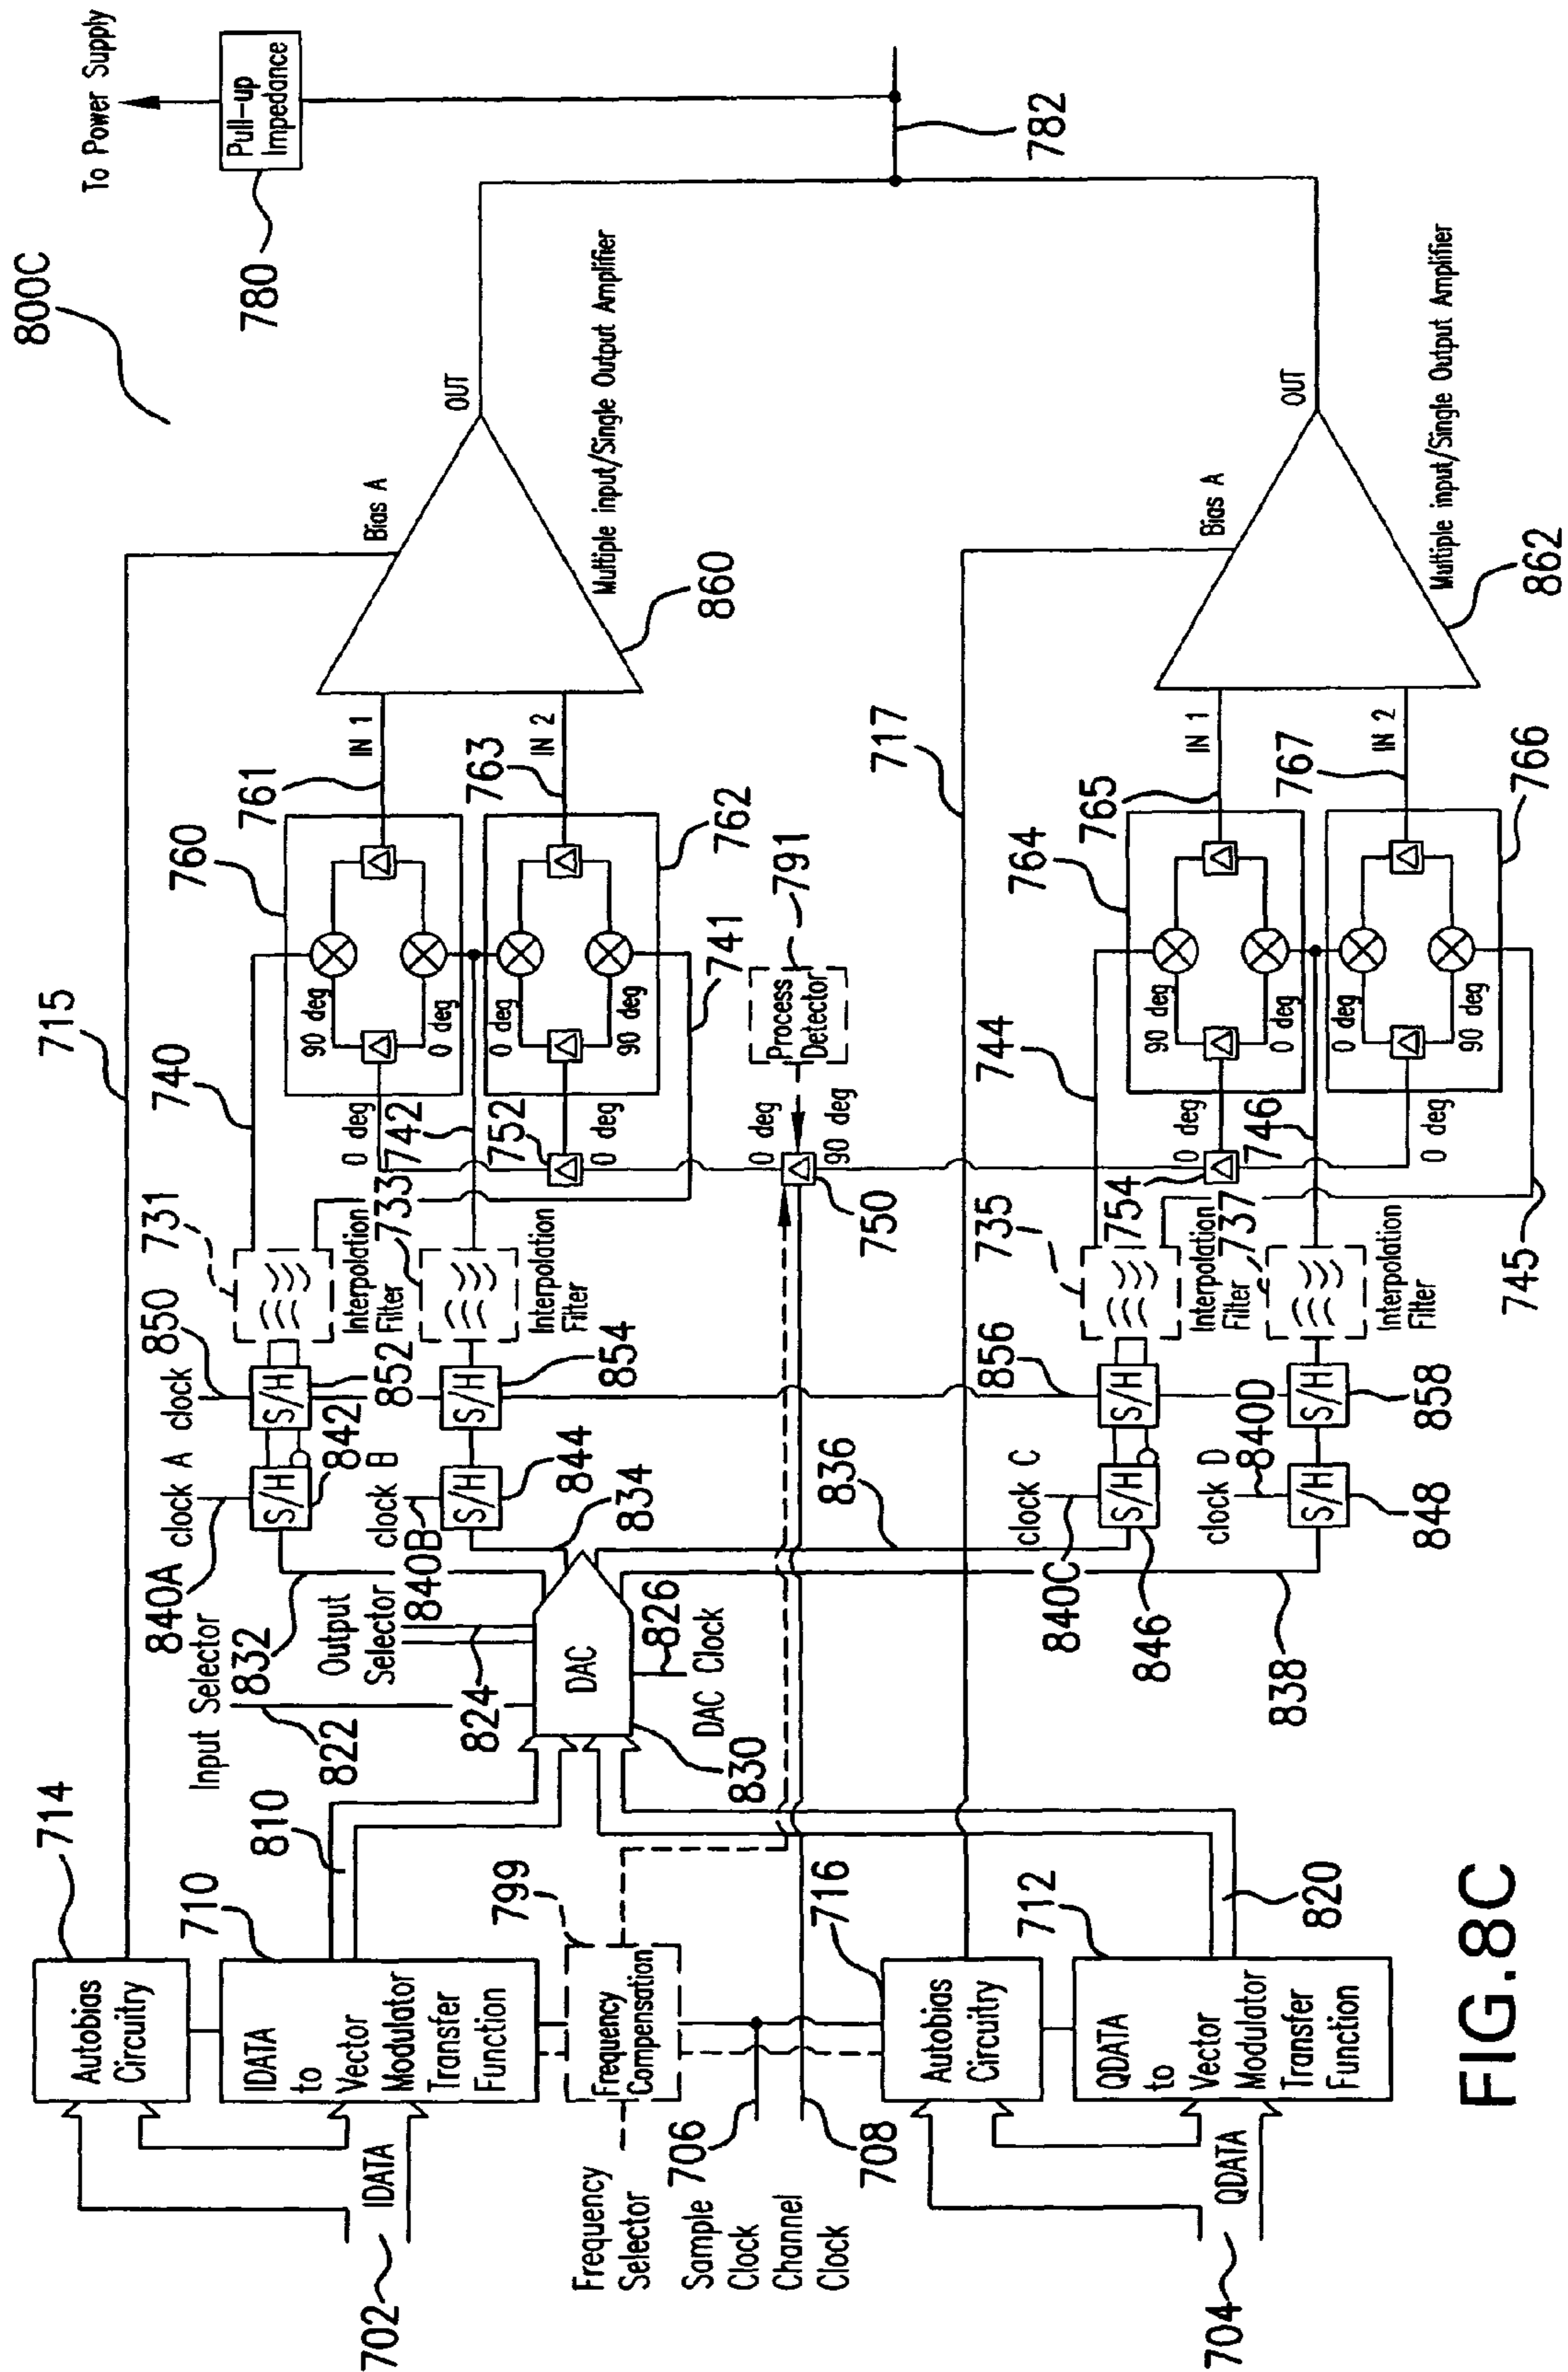 800C
To Power Supply
Pull-up
Impedance
780
782
715
714
Autobias
Circuitry
710
IDATA
to
Vector
Modulator
Transfer
Function
IDATA
702
810
Input Selector
822
832
Output
Selector
824
DAC
826
DAC Clock
830
834
836
838
840A
clock A
S/H
842
clock
850
S/H
852
840B
clock B
S/H
844
S/H
854
731
Interpolation
Filter
733
Interpolation
Filter
740
742
741
0 deg
752
0 deg
760
90 deg
0 deg
761
IN 1
762
0 deg
90 deg
763
IN 2
Bias A
OUT
Multiple input/Single Output Amplifier
860
791
Process
Detector
0 deg
90 deg
750
799
Frequency
Compensation
Frequency
Selector
706
Sample
Clock
708
Channel
Clock
716
Autobias
Circuitry
717
712
QDATA
to
Vector
Modulator
Transfer
Function
QDATA
704
820
840C
clock C
S/H
846
856
S/H
840D
clock D
S/H
848
S/H
858
735
Interpolation
Filter
737
Interpolation
Filter
744
745
746
754
0 deg
0 deg
764
90 deg
0 deg
765
IN 1
766
0 deg
90 deg
767
IN 2
Bias A
OUT
Multiple input/Single Output Amplifier
862
FIG.8C